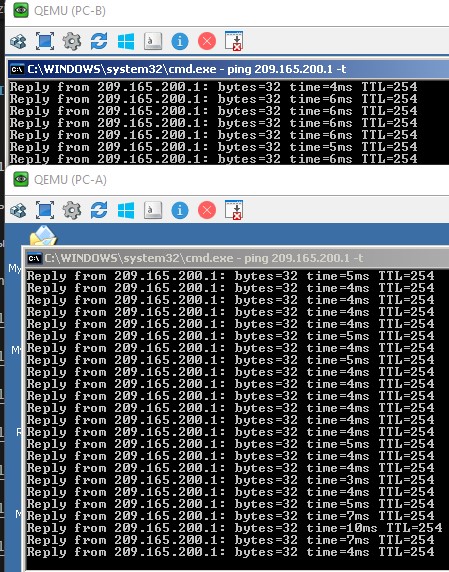 QEMU (PC-B)
C:\WINDOWS\system32\cmd.exe - ping 209.165.200.1 -t
Reply from 209.165.200.1: bytes=32 time=4ms TTL=254
Reply from 209.165.200.1: bytes=32 time=6ms TTL=254
Reply from 209.165.200.1: bytes=32 time=6ms TTL=254
Reply from 209.165.200.1: bytes=32 time=6ms TTL=254
Reply from 209.165.200.1: bytes=32 time=6ms TTL=254
Reply from 209.165.200.1: bytes=32 time=5ms TTL=254
Reply from 209.165.200.1: bytes=32 time=6ms TTL=254
QEMU (PC-A)
C:\WINDOWS\system32\cmd.exe - ping 209.165.200.1 -t
Reply from 209.165.200.1: bytes=32 time=5ms TTL=254
Reply from 209.165.200.1: bytes=32 time=4ms TTL=254
Reply from 209.165.200.1: bytes=32 time=4ms TTL=254
Reply from 209.165.200.1: bytes=32 time=4ms TTL=254
Reply from 209.165.200.1: bytes=32 time=4ms TTL=254
Reply from 209.165.200.1: bytes=32 time=5ms TTL=254
Reply from 209.165.200.1: bytes=32 time=4ms TTL=254
Reply from 209.165.200.1: bytes=32 time=4ms TTL=254
Reply from 209.165.200.1: bytes=32 time=5ms TTL=254
Reply from 209.165.200.1: bytes=32 time=4ms TTL=254
Reply from 209.165.200.1: bytes=32 time=4ms TTL=254
Reply from 209.165.200.1: bytes=32 time=4ms TTL=254
Reply from 209.165.200.1: bytes=32 time=4ms TTL=254
Reply from 209.165.200.1: bytes=32 time=4ms TTL=254
Reply from 209.165.200.1: bytes=32 time=5ms TTL=254
Reply from 209.165.200.1: bytes=32 time=4ms TTL=254
Reply from 209.165.200.1: bytes=32 time=4ms TTL=254
Reply from 209.165.200.1: bytes=32 time=3ms TTL=254
Reply from 209.165.200.1: bytes=32 time=4ms TTL=254
Reply from 209.165.200.1: bytes=32 time=5ms TTL=254
Reply from 209.165.200.1: bytes=32 time=7ms TTL=254
Reply from 209.165.200.1: bytes=32 time=10ms TTL=254
Reply from 209.165.200.1: bytes=32 time=7ms TTL=254
Reply from 209.165.200.1: bytes=32 time=4ms TTL=254